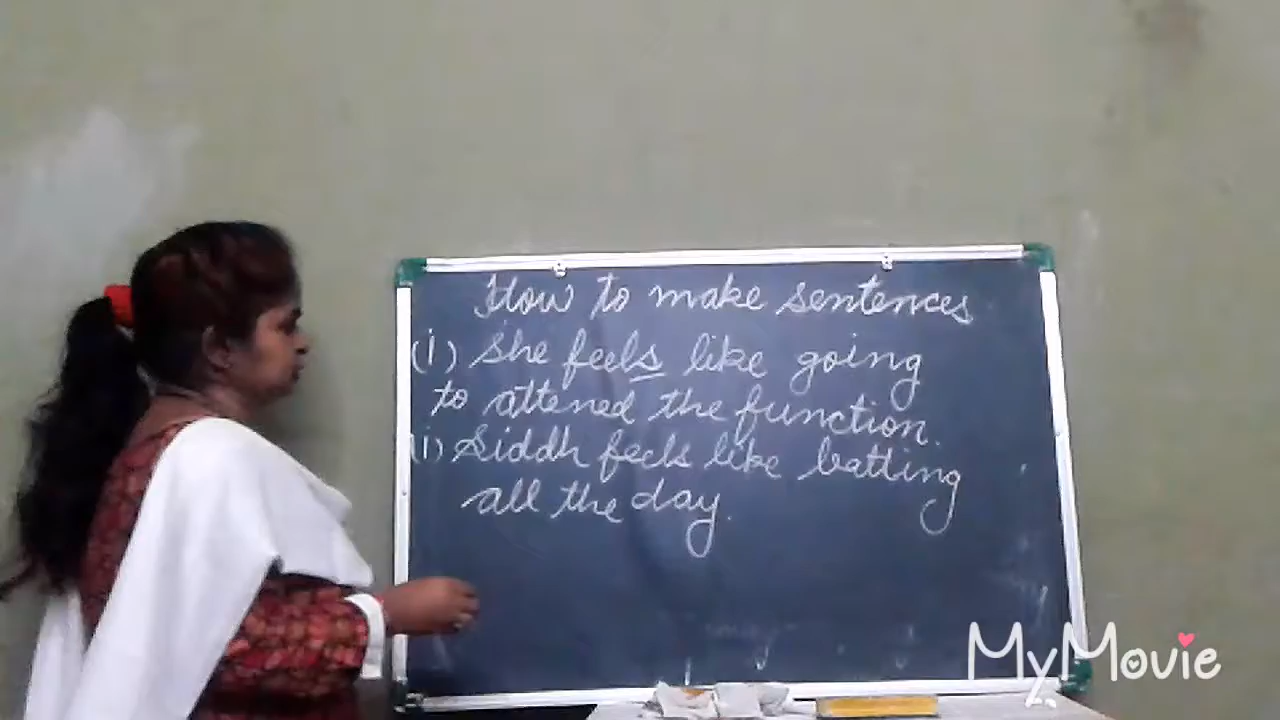 How to make sentences
(i) She feels like going
to attened the function.
(i) Siddh feels like batting
all the day.
MyMovie